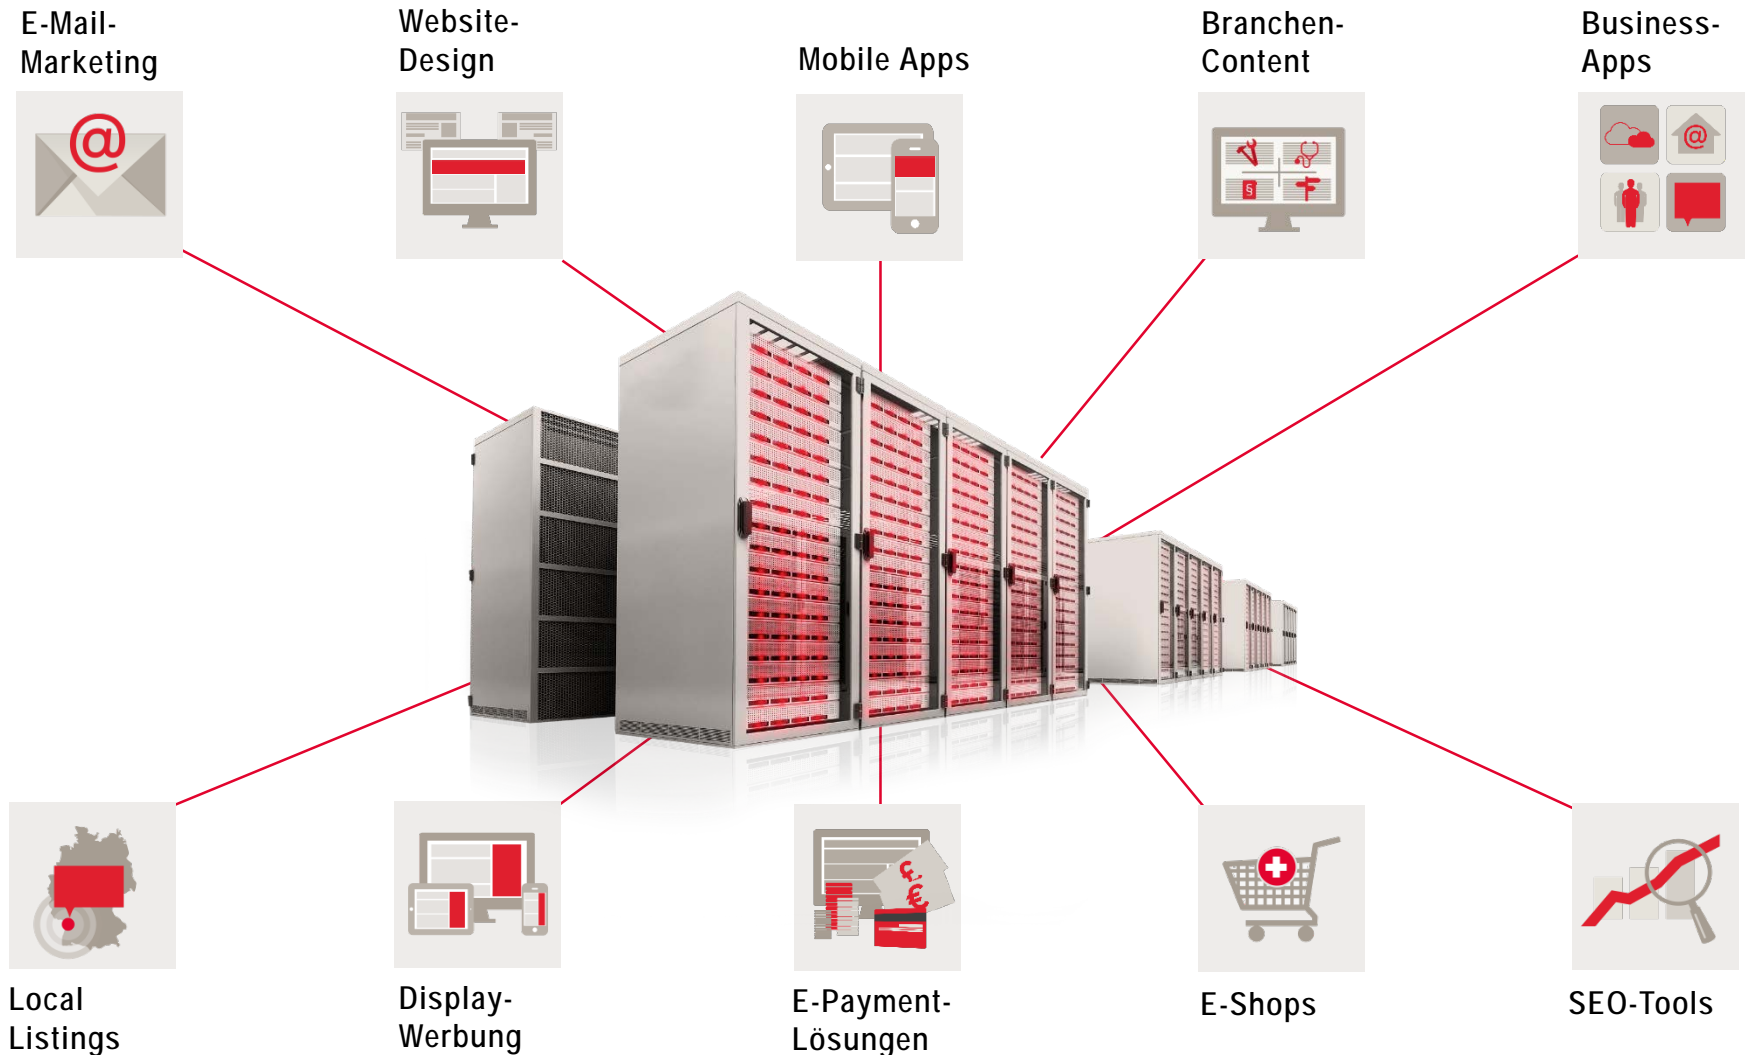 E-Mail-
Marketing
Website-
Design
Mobile Apps
Branchen-
Content
Business-
Apps
@
@
§
Local
Listings
Display-
Werbung
E-Payment-
Lösungen
E-Shops
SEO-Tools